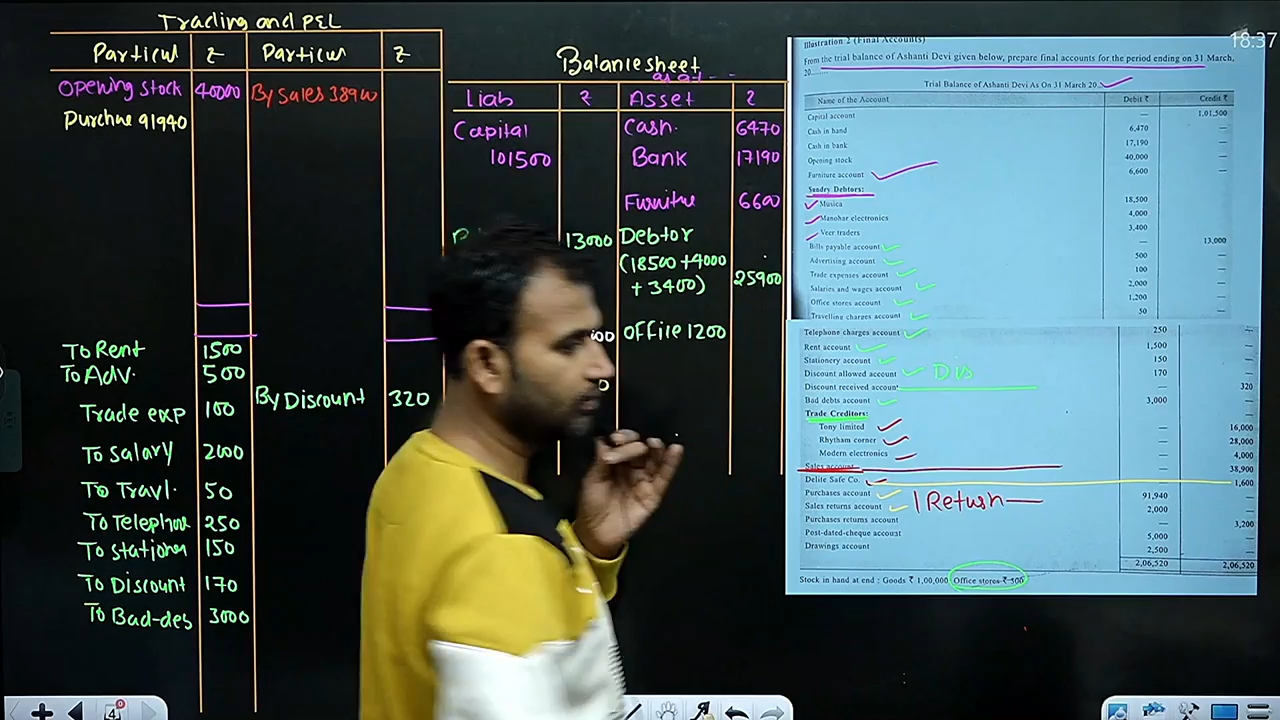 Trading and P&L
Particul ₹ Particulr ₹
Opening stock 40000 By Sales 38900
Purchse 91940
To Rent 1500
To Adv. 500
Trade exp 100 By Discount 320
To Salary 2000
To Travl. 50
To Telephone 250
To stationer 150
To Discount 170
To Bad-deb 3000
Balance sheet
as at - - -
Liab ₹ Asset ₹
Capital Cash. 6470
101500 Bank 17190
Furnitre 6600
13000 Debtor
(18500 + 4000
+ 3400) 25900
office 1200
18:37
Illustration 2 (Final Accounts)
From the trial balance of Ashanti Devi given below, prepare final accounts for the period ending on 31 March,
20........
Trial Balance of Ashanti Devi As On 31 March 20
Name of the Account Debit ₹ Credit ₹
Capital account — 1,01,500
Cash in hand 6,470 —
Cash in bank 17,190 —
Opening stock 40,000 —
Furniture account 6,600 —
Sundry Debtors:
Musica 18,500 —
Manohar electronics 4,000 —
Veer traders 3,400 —
Bills payable account — 13,000
Advertising account 500 —
Trade expenses account 100 —
Salaries and wages account 2,000 —
Office stores account 1,200 —
Travelling charges account 50 —
Telephone charges account 250 —
Rent account 1,500 —
Stationery account 150 —
Discount allowed account Dis 170 —
Discount received account — 320
Bad debts account 3,000 —
Trade Creditors:
Tony limited — 16,000
Rhytham corner — 28,000
Modern electronics — 4,000
Sales account — 38,900
Delite Safe Co. — 1,600
Purchases account 91,940 —
Sales returns account | Return — 2,000 —
Purchases returns account — 3,200
Post-dated-cheque account 5,000 —
Drawings account 2,500 —
2,06,520 2,06,520
Stock in hand at end : Goods ₹ 1,00,000 Office stores ₹ 500
4